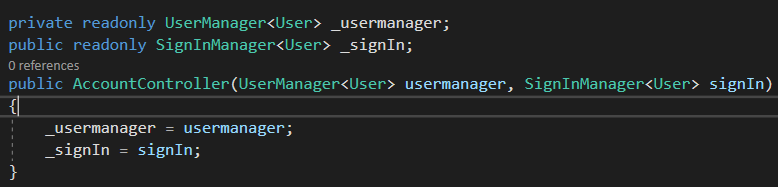 private readonly UserManager<User> _usermanager;
public readonly SignInManager<User> _signIn;
0 references
public AccountController(UserManager<User> usermanager, SignInManager<User> signIn)
{
_usermanager = usermanager;
_signIn = signIn;
}